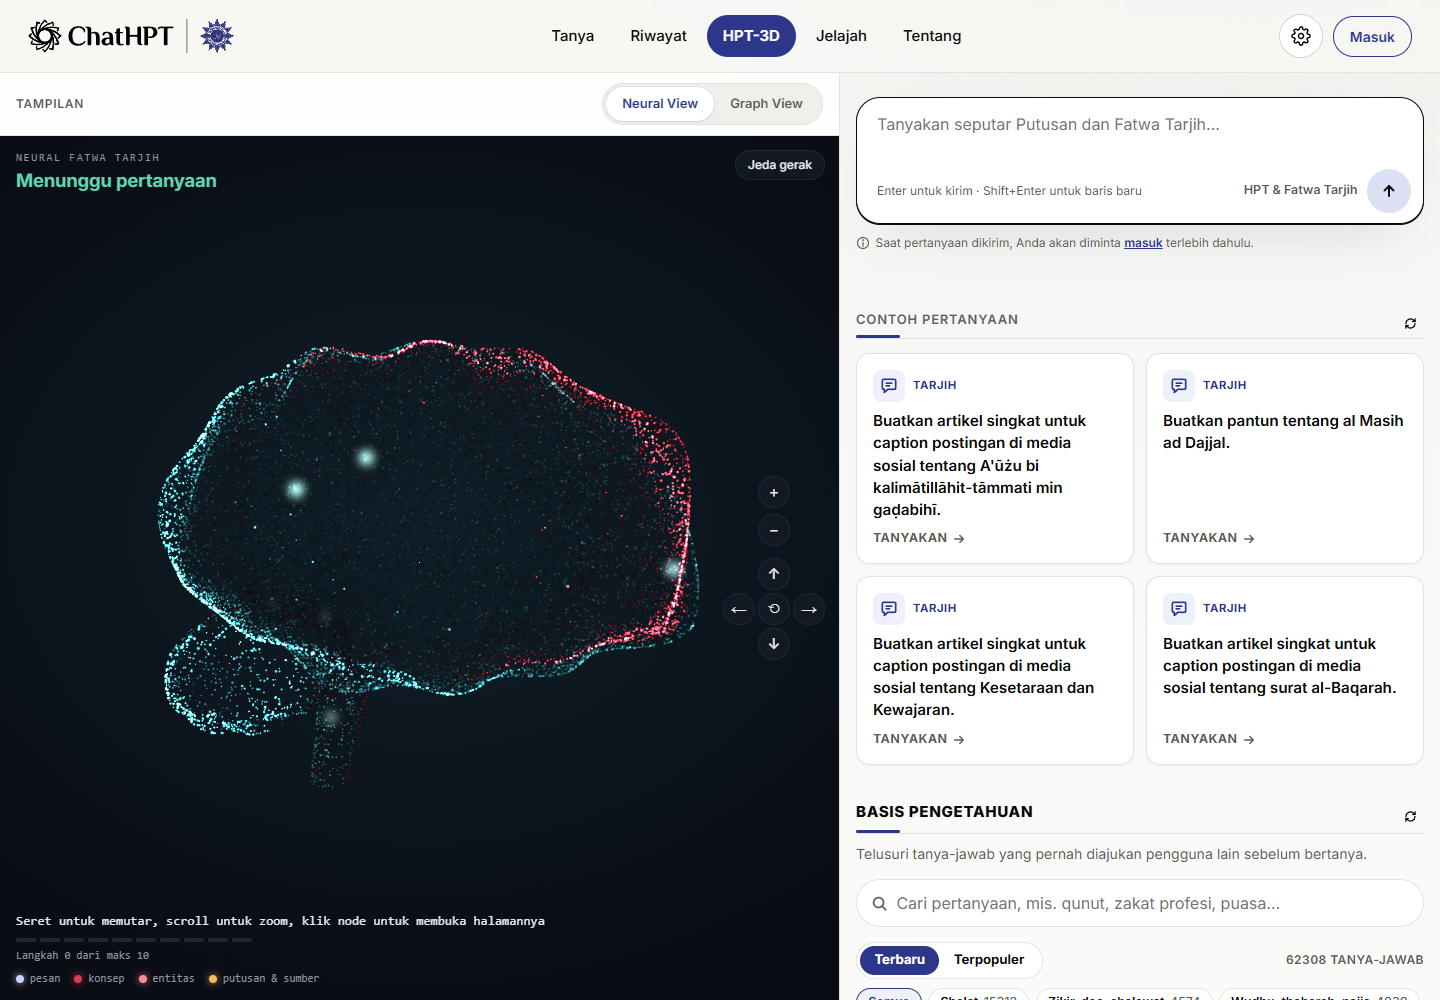 ChatHPT
Tanya
Riwayat
HPT-3D
Jelajah
Tentang
Masuk
TAMPILAN
Neural View
Graph View
NEURAL FATWA TARJIH
Menunggu pertanyaan
Jeda gerak
Seret untuk memutar, scroll untuk zoom, klik node untuk membuka halamannya
Langkah 0 dari maks 10
pesan
konsep
entitas
putusan & sumber
Tanyakan seputar Putusan dan Fatwa Tarjih...
Enter untuk kirim · Shift+Enter untuk baris baru
HPT & Fatwa Tarjih
Saat pertanyaan dikirim, Anda akan diminta masuk terlebih dahulu.
CONTOH PERTANYAAN
TARJIH
Buatkan artikel singkat untuk
caption postingan di media
sosial tentang A'ūżu bi
kalimātillāhit-tāmmati min
gaḍabihī.
TANYAKAN →
TARJIH
Buatkan pantun tentang al Masih
ad Dajjal.
TANYAKAN →
TARJIH
Buatkan artikel singkat untuk
caption postingan di media
sosial tentang Kesetaraan dan
Kewajaran.
TANYAKAN →
TARJIH
Buatkan artikel singkat untuk
caption postingan di media
sosial tentang surat al-Baqarah.
TANYAKAN →
BASIS PENGETAHUAN
Telusuri tanya-jawab yang pernah diajukan pengguna lain sebelum bertanya.
Cari pertanyaan, mis. qunut, zakat profesi, puasa...
Terbaru
Terpopuler
62308 TANYA-JAWAB